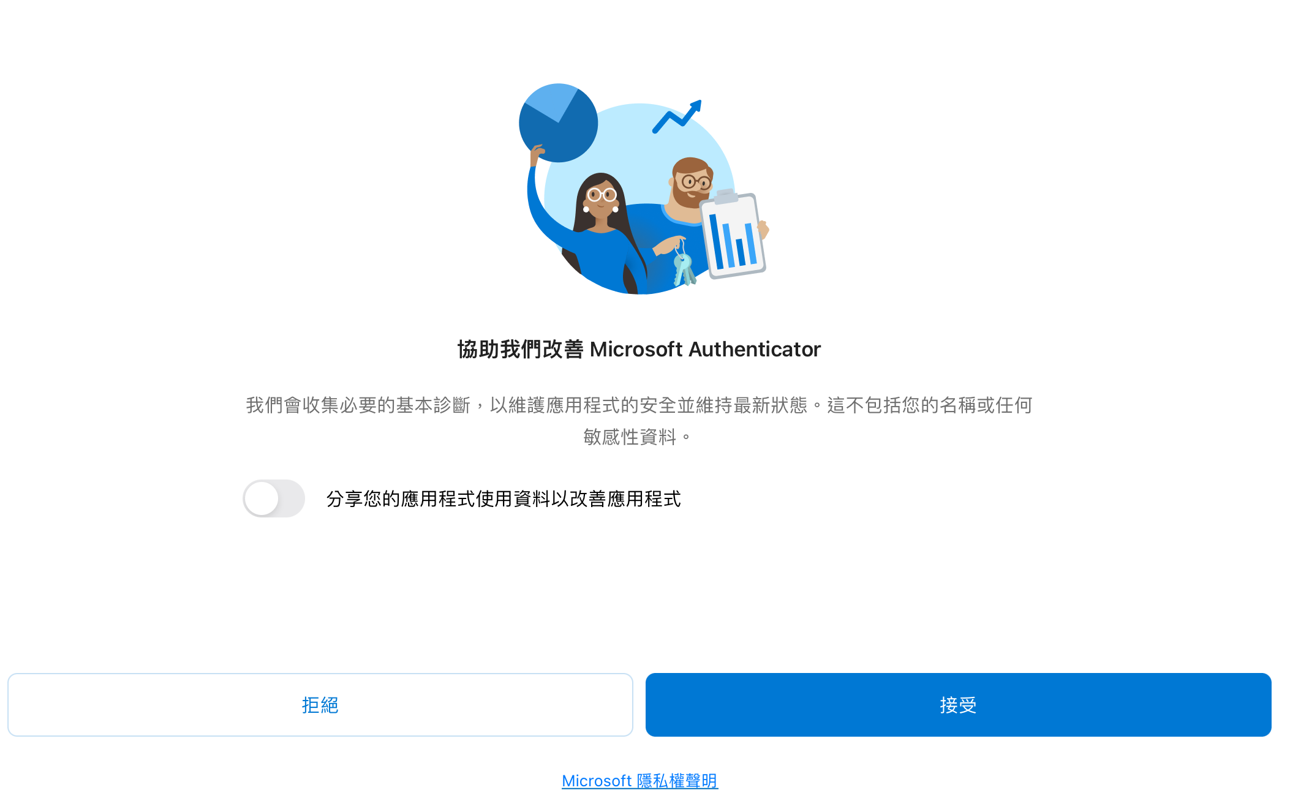 協助我們改善 Microsoft Authenticator
我們會收集必要的基本診斷，以維護應用程式的安全並維持最新狀態。這不包括您的名稱或任何
敏感性資料。
分享您的應用程式使用資料以改善應用程式
拒絕
接受
Microsoft 隱私權聲明